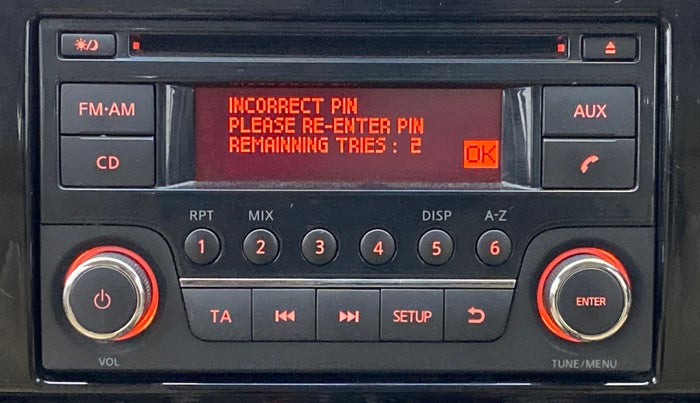 FM·AM
CD
INCORRECT PIN
PLEASE RE-ENTER PIN
REMAINNING TRIES : 2
OK
AUX
RPT
MIX
DISP
A-Z
1
2
3
4
5
6
TA
SETUP
ENTER
VOL
TUNE/MENU